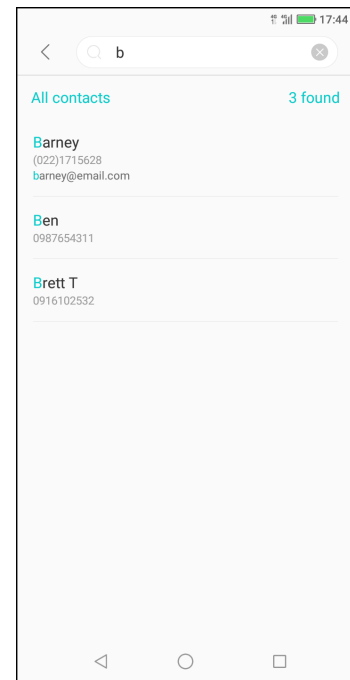 17:44
b
All contacts 3 found
Barney
(022)1715628
barney@email.com
Ben
0987654311
Brett T
0916102532